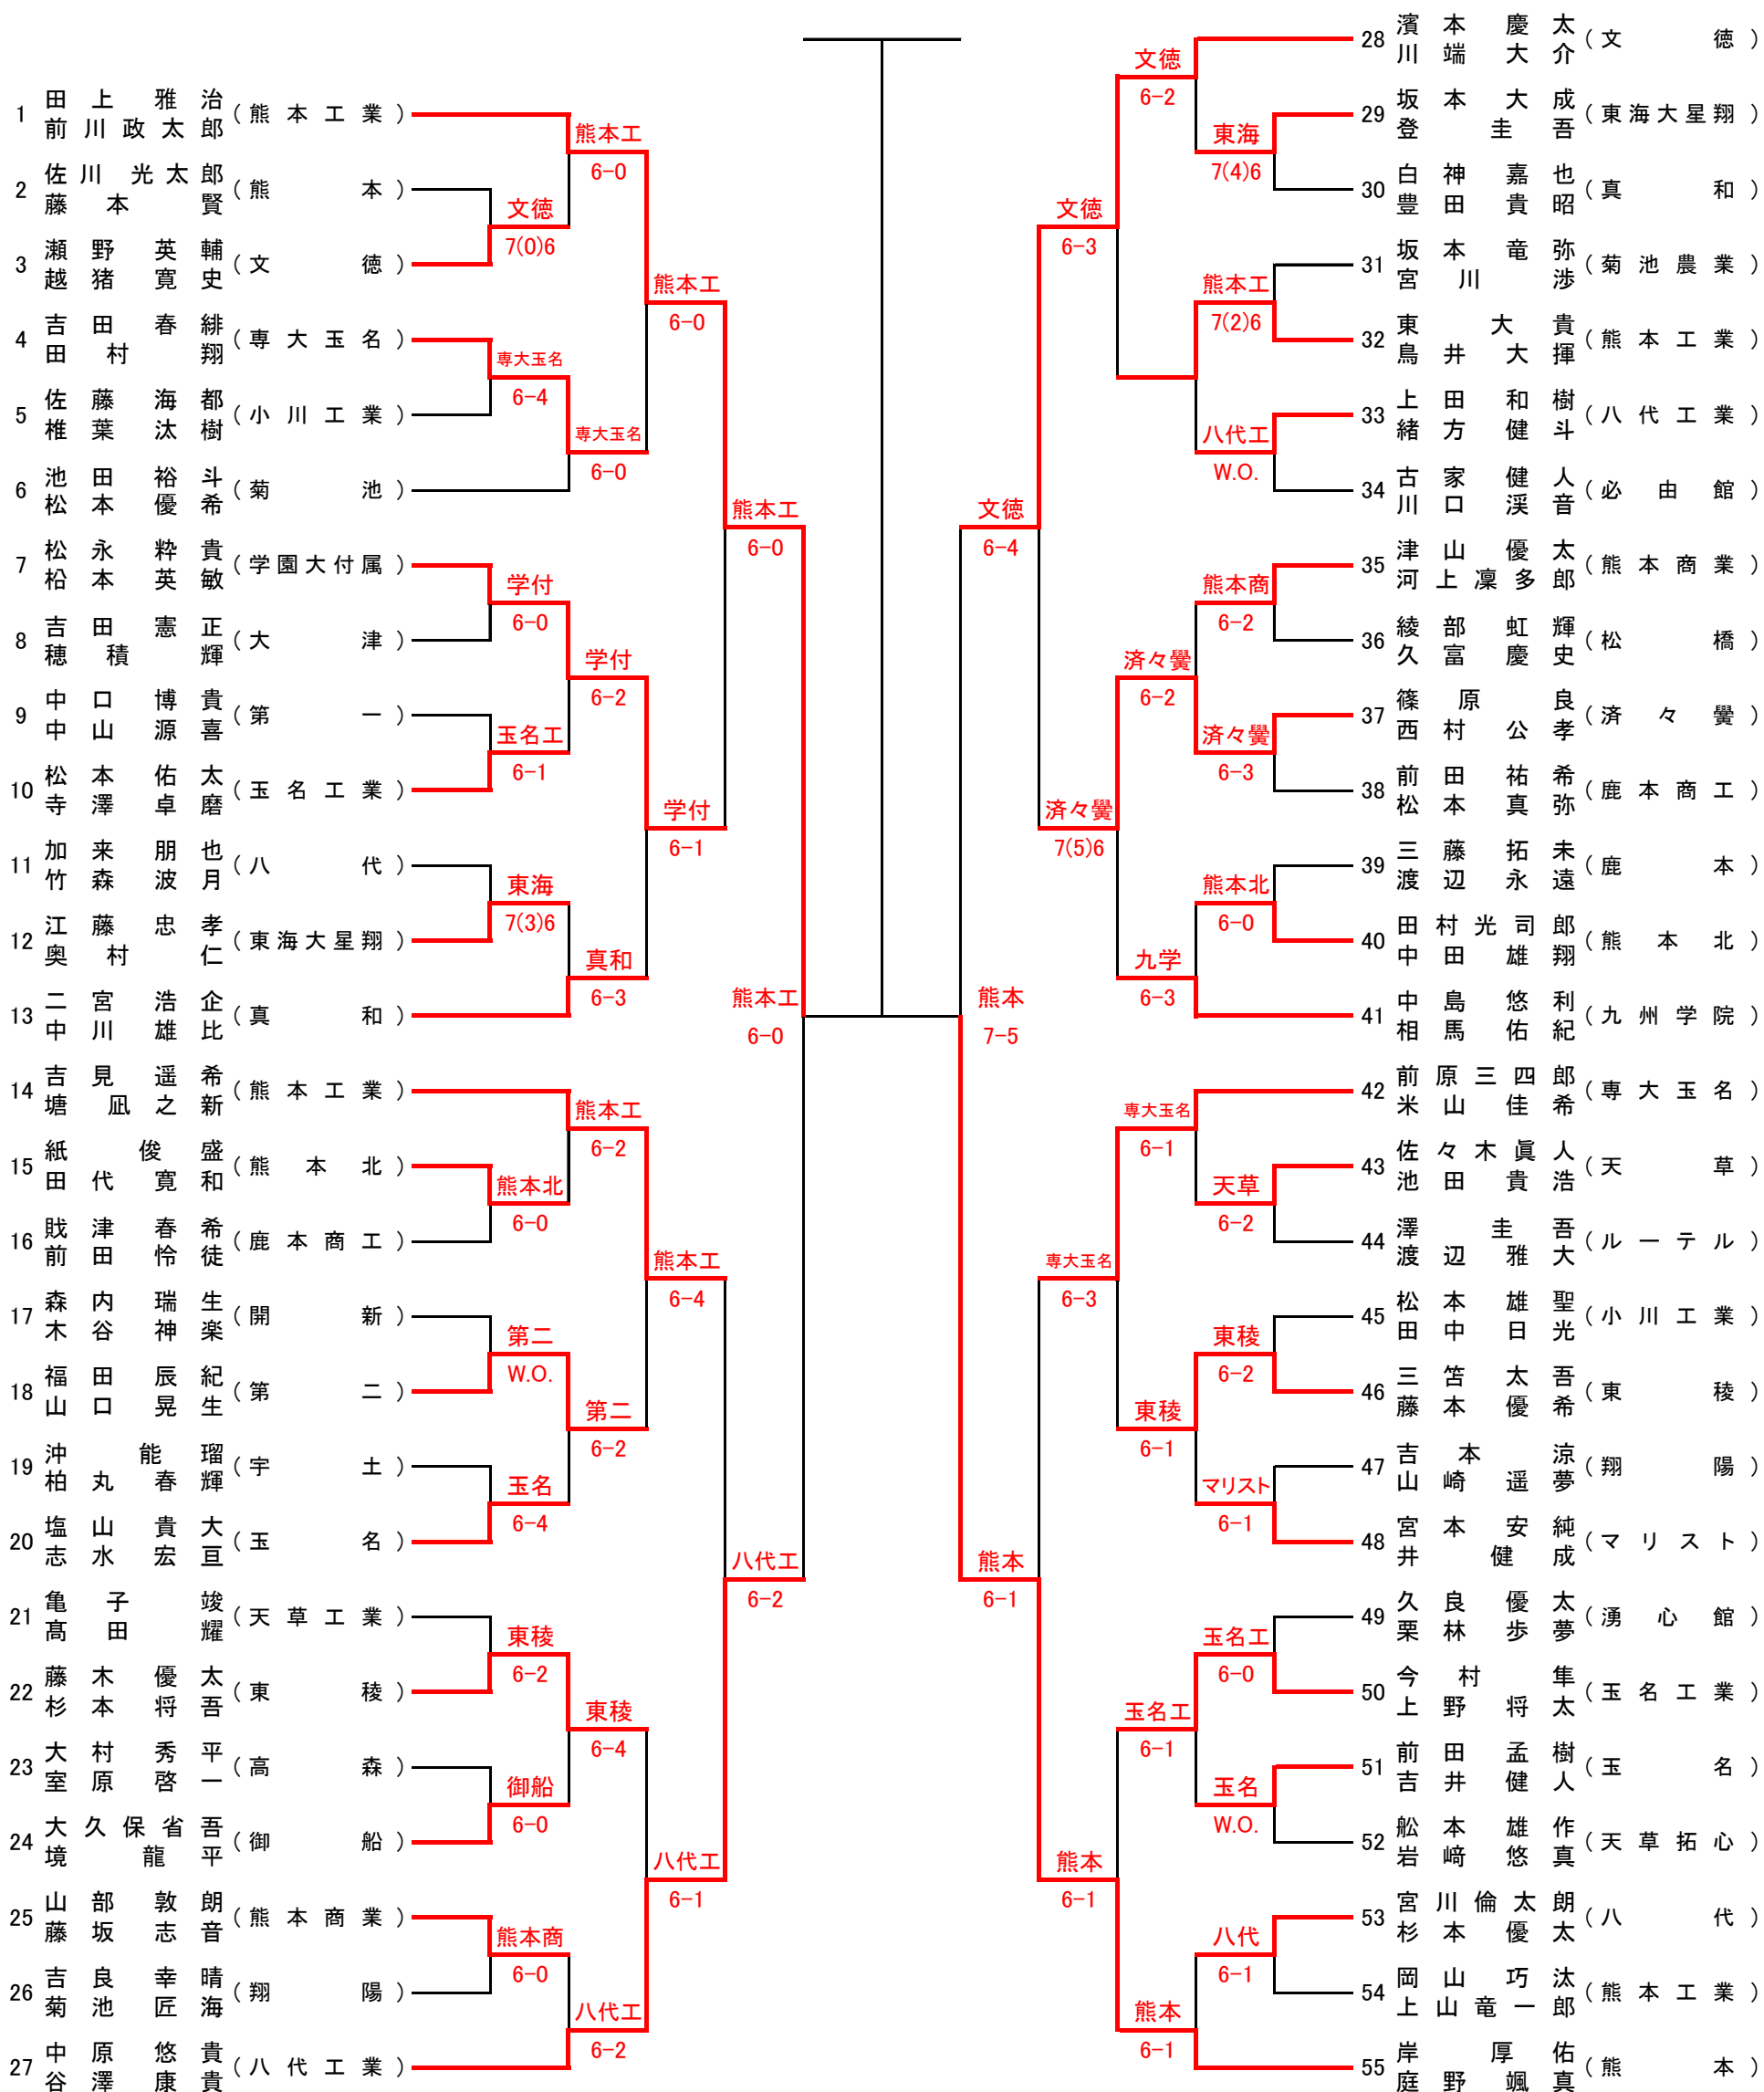 1 田上雅治 前川政太郎 (熊本工業)
2 佐川光太郎 藤本賢 (熊本)
3 瀬野英輔 越猪寛史 (文徳)
4 吉田春緋 田村翔 (専大玉名)
5 佐藤海都 椎葉汰樹 (小川工業)
6 池田裕斗 松本優希 (菊池)
7 松永粋貴 松本英敏 (学園大付属)
8 吉田憲正 穂積輝 (大津)
9 中口博貴 中山源喜 (第一)
10 松本佑太 寺澤卓磨 (玉名工業)
11 加来朋也 竹森波月 (八代)
12 江藤忠孝 奥村仁 (東海大星翔)
13 二宮浩企 中川雄比 (真和)
14 吉見遥希 塘凪之新 (熊本工業)
15 紙俊盛 田代寛和 (熊本北)
16 戝津春希 前田怜徒 (鹿本商工)
17 森内瑞生 木谷神楽 (開新)
18 福田辰紀 山口晃生 (第二)
19 沖能瑠 柏丸春輝 (宇土)
20 塩山貴大 志水宏亘 (玉名)
21 亀子竣 髙田耀 (天草工業)
22 藤木優太 杉本将吾 (東稜)
23 大村秀平 室原啓一 (高森)
24 大久保省吾 境龍平 (御船)
25 山部敦朗 藤坂志音 (熊本商業)
26 吉良幸晴 菊池匠海 (翔陽)
27 中原悠貴 谷澤康貴 (八代工業)
文徳
7(0)6
専大玉名
6-4
学付
6-0
玉名工
6-1
東海
7(3)6
熊本北
6-0
第二
W.O.
玉名
6-4
東稜
6-2
御船
6-0
熊本商
6-0
熊本工
6-0
専大玉名
6-0
学付
6-2
真和
6-3
熊本工
6-2
第二
6-2
東稜
6-4
八代工
6-2
熊本工
6-0
学付
6-1
熊本工
6-4
八代工
6-1
熊本工
6-0
八代工
6-2
熊本工
6-0
熊本
7-5
文徳
6-4
熊本
6-1
文徳
6-3
済々黌
7(5)6
専大玉名
6-3
熊本
6-1
文徳
6-2
済々黌
6-2
九学
6-3
専大玉名
6-1
東稜
6-1
玉名工
6-1
熊本
6-1
東海
7(4)6
熊本工
7(2)6
八代工
W.O.
熊本商
6-2
済々黌
6-3
熊本北
6-0
天草
6-2
東稜
6-2
マリスト
6-1
玉名工
6-0
玉名
W.O.
八代
6-1
28 濱本慶太 川端大介 (文徳)
29 坂本大成 登圭吾 (東海大星翔)
30 白神嘉也 豊田貴昭 (真和)
31 坂本竜弥 宮川渉 (菊池農業)
32 東大貴 鳥井大揮 (熊本工業)
33 上田和樹 緒方健斗 (八代工業)
34 古家健人 川口渓音 (必由館)
35 津山優太 河上凜多郎 (熊本商業)
36 綾部虹輝 久富慶史 (松橋)
37 篠原良 西村公孝 (済々黌)
38 前田祐希 松本真弥 (鹿本商工)
39 三藤拓未 渡辺永遠 (鹿本)
40 田村光司郎 中田雄翔 (熊本北)
41 中島悠利 相馬佑紀 (九州学院)
42 前原三四郎 米山佳希 (専大玉名)
43 佐々木眞人 池田貴浩 (天草)
44 澤圭吾 渡辺雅大 (ルーテル)
45 松本雄聖 田中日光 (小川工業)
46 三笘太吾 藤本優希 (東稜)
47 吉本涼 山崎遥夢 (翔陽)
48 宮本安純 井健成 (マリスト)
49 久良優太 栗林歩夢 (湧心館)
50 今村隼 上野将太 (玉名工業)
51 前田孟樹 吉井健人 (玉名)
52 舩本雄作 岩﨑悠真 (天草拓心)
53 宮川倫太朗 杉本優太 (八代)
54 岡山巧汰 上山竜一郎 (熊本工業)
55 岸厚佑 庭野颯真 (熊本)